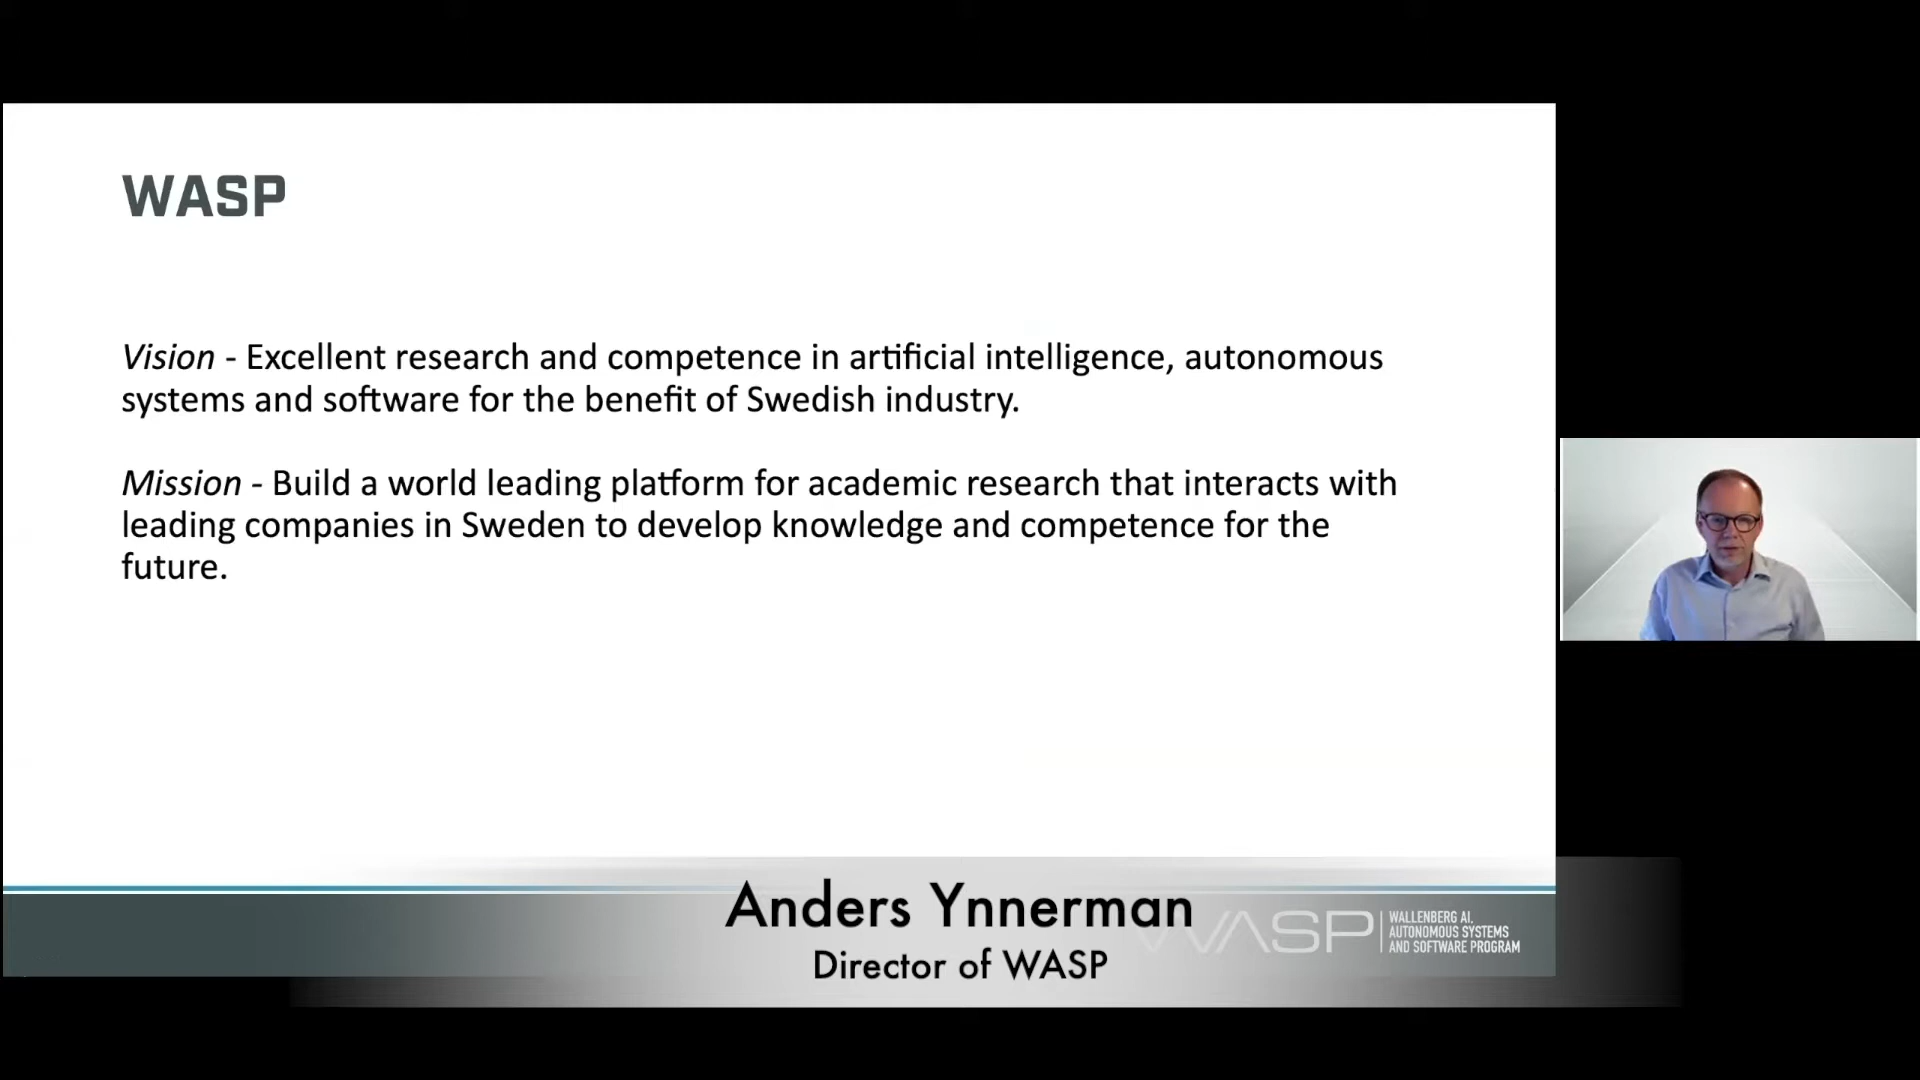 WASP
Vision - Excellent research and competence in artificial intelligence, autonomous
systems and software for the benefit of Swedish industry.
Mission - Build a world leading platform for academic research that interacts with
leading companies in Sweden to develop knowledge and competence for the
future.
Anders Ynnerman
Director of WASP
WASP
WALLENBERG AI,
AUTONOMOUS SYSTEMS
AND SOFTWARE PROGRAM